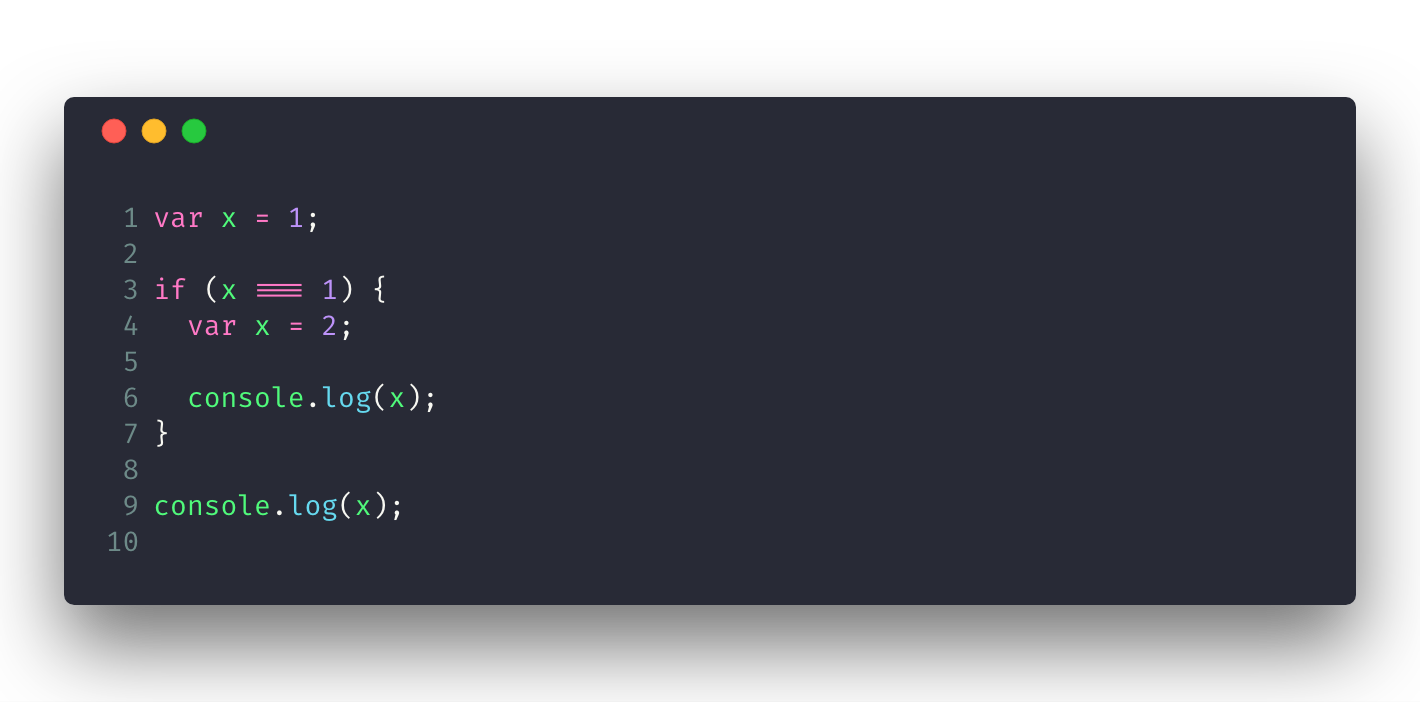 1 var x = 1;
2
3 if (x === 1) {
4   var x = 2;
5
6   console.log(x);
7 }
8
9 console.log(x);
10